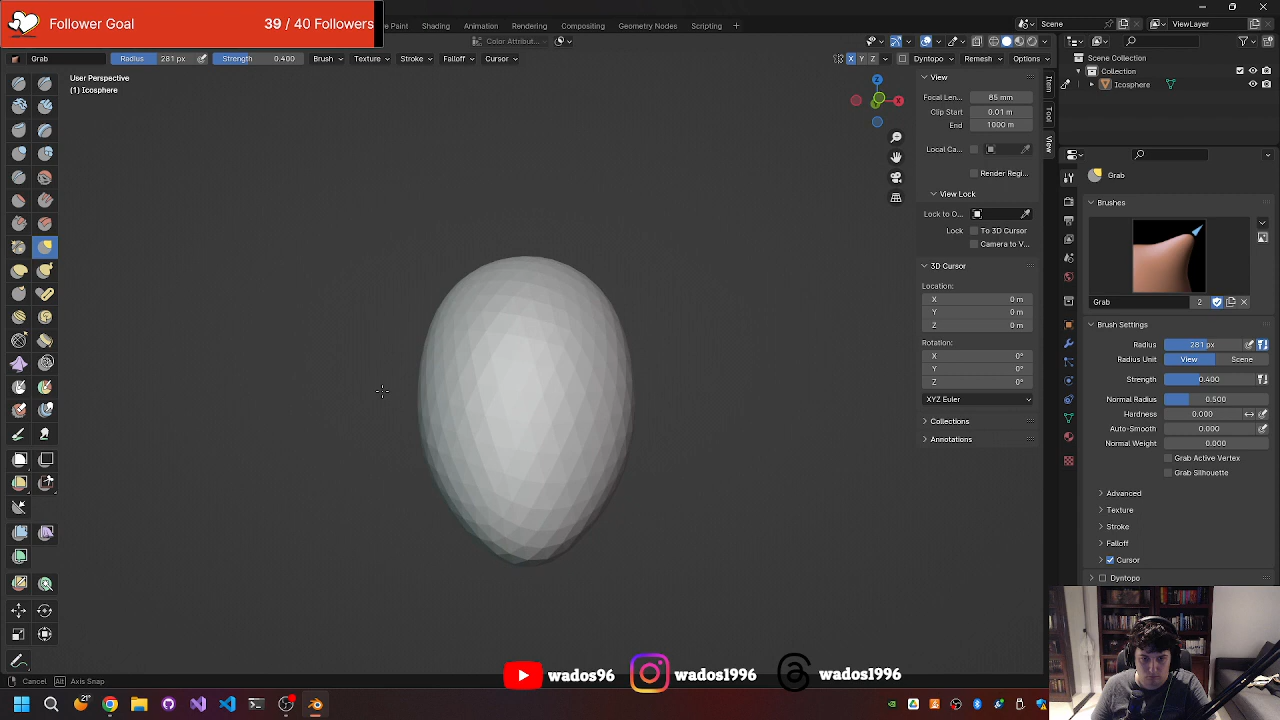 Follower Goal 39 / 40 Followers
e Paint Shading Animation Rendering Compositing Geometry Nodes Scripting + Scene ViewLayer
Color Attribut...
Grab Radius 281 px Strength 0.400 Brush Texture Stroke Falloff Cursor X Y Z Dyntopo Remesh Options
User Perspective
(1) Icosphere
Z
X
Cancel Alt Axis Snap
View
Focal Len... 85 mm
Clip Start 0.01 m
End 1000 m
Local Ca...
Render Regi...
View Lock
Lock to O...
Lock To 3D Cursor
Camera to V...
3D Cursor
Location:
X 0 m
Y 0 m
Z 0 m
Rotation:
X 0°
Y 0°
Z 0°
XYZ Euler
Collections
Annotations
Item
Tool
View
Scene Collection
Collection
Icosphere
Grab
Brushes
Grab 2
Brush Settings
Radius 281 px
Radius Unit View Scene
Strength 0.400
Normal Radius 0.500
Hardness 0.000
Auto-Smooth 0.000
Normal Weight 0.000
Grab Active Vertex
Grab Silhouette
Advanced
Texture
Stroke
Falloff
Cursor
Dyntopo
wados96 wados1996 wados1996